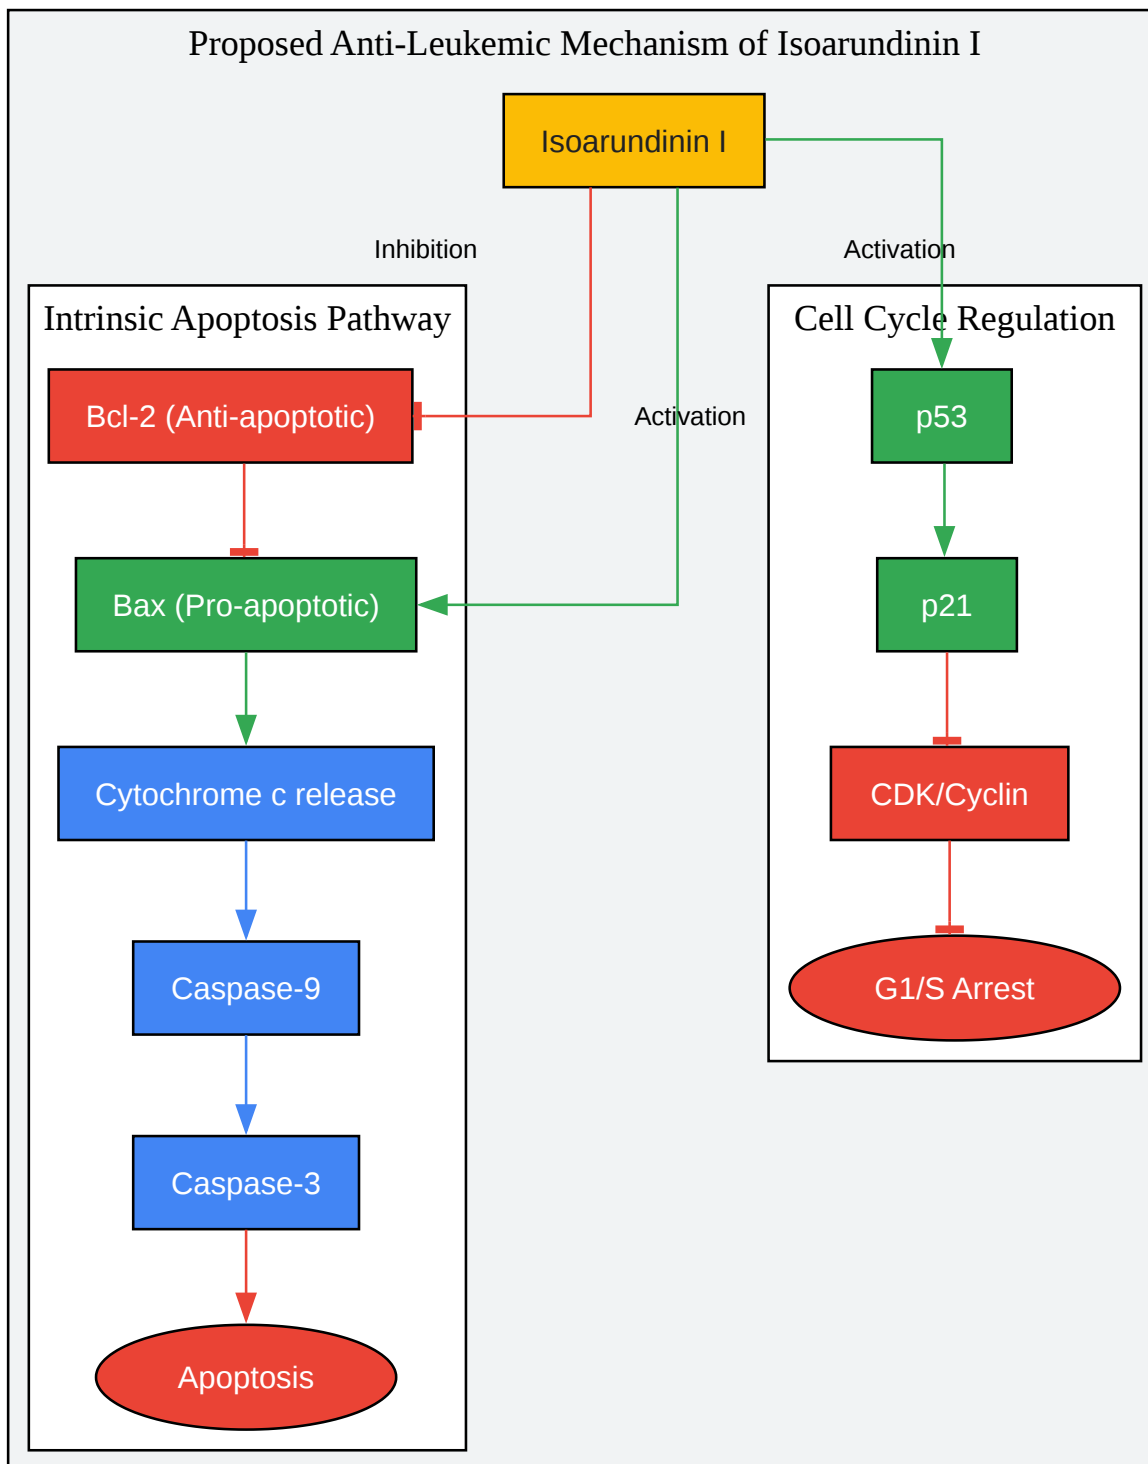 Proposed Anti-Leukemic Mechanism of Isoarundinin I
Isoarundinin I
Inhibition
Activation
Intrinsic Apoptosis Pathway
Cell Cycle Regulation
Bcl-2 (Anti-apoptotic)
Activation
p53
Bax (Pro-apoptotic)
p21
Cytochrome c release
CDK/Cyclin
Caspase-9
G1/S Arrest
Caspase-3
Apoptosis